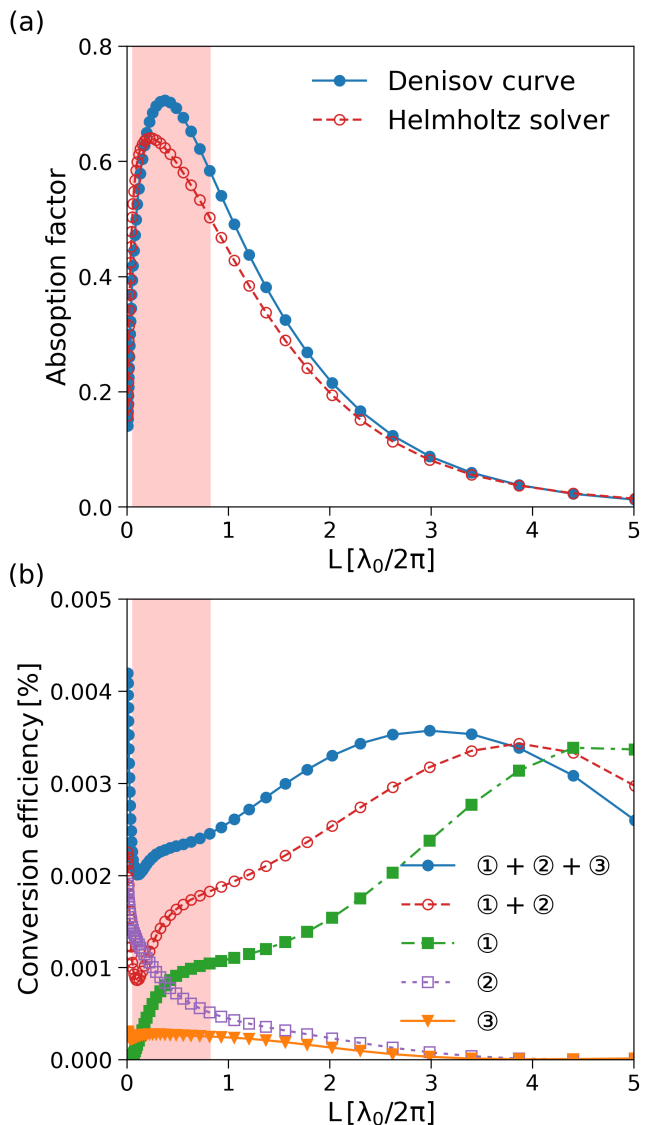 (a)
0.8
0.6
0.4
0.2
0.0
Absoption factor
Denisov curve
Helmholtz solver
0 1 2 3 4 5
L [λ₀/2π]
(b)
0.005
0.004
0.003
0.002
0.001
0.000
Conversion efficiency [%]
① + ② + ③
① + ②
①
②
③
0 1 2 3 4 5
L [λ₀/2π]